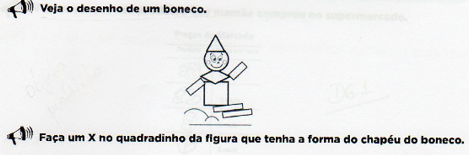 Veja o desenho de um boneco.
Faça um X no quadradinho da figura que tenha a forma do chapéu do boneco.